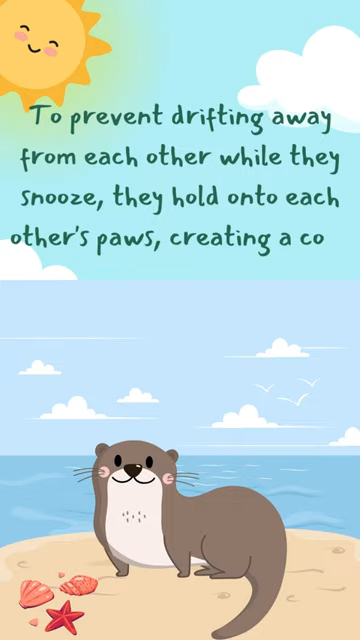 To prevent drifting away
from each other while they
snooze, they hold onto each
other's paws, creating a co